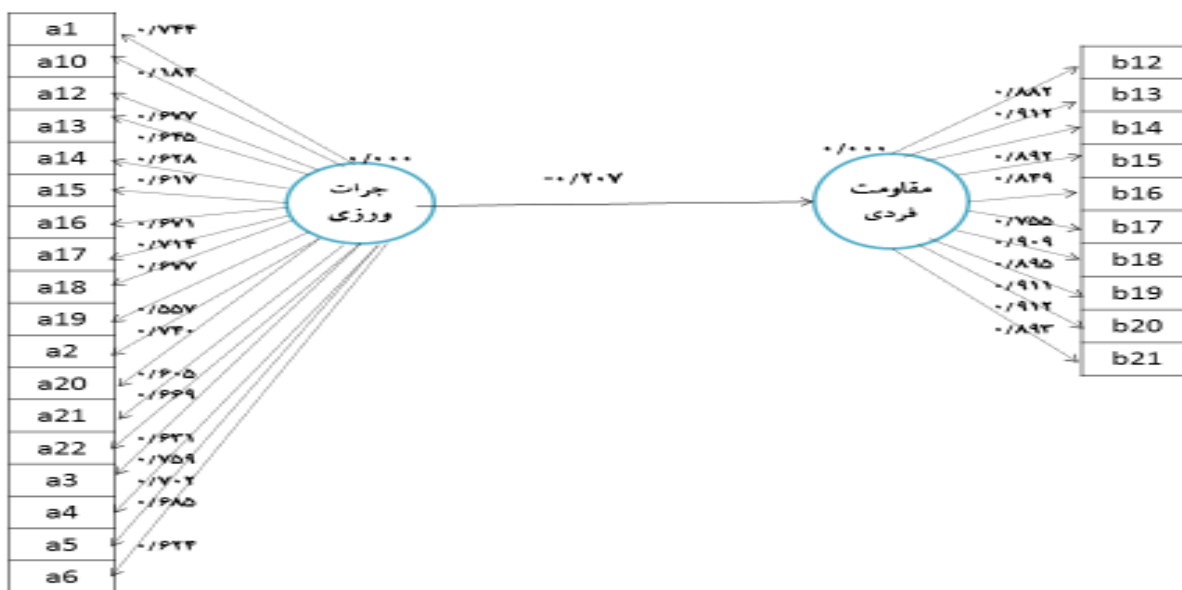 a1
a10
a12
a13
a14
a15
a16
a17
a18
a19
a2
a20
a21
a22
a3
a4
a5
a6
۰/۷۴۴
۰/۱۸۴
۰/۶۷۷
۰/۶۴۵
۰/۶۲۸
۰/۶۱۷
۰/۶۷۱
۰/۷۱۴
۰/۶۷۷
۰/۵۵۷
۰/۷۴۰
۰/۶۰۵
۰/۶۶۹
۰/۶۳۱
۰/۷۵۹
۰/۷۰۲
۰/۶۸۵
۰/۶۲۴
۰/۰۰۰
جرات
ورزی
-۰/۲۰۷
۰/۰۰۰
مقاومت
فردی
۰/۸۸۲
۰/۹۱۲
۰/۸۹۲
۰/۸۴۹
۰/۷۵۵
۰/۹۰۹
۰/۸۹۵
۰/۹۱۱
۰/۹۱۲
۰/۸۹۳
b12
b13
b14
b15
b16
b17
b18
b19
b20
b21